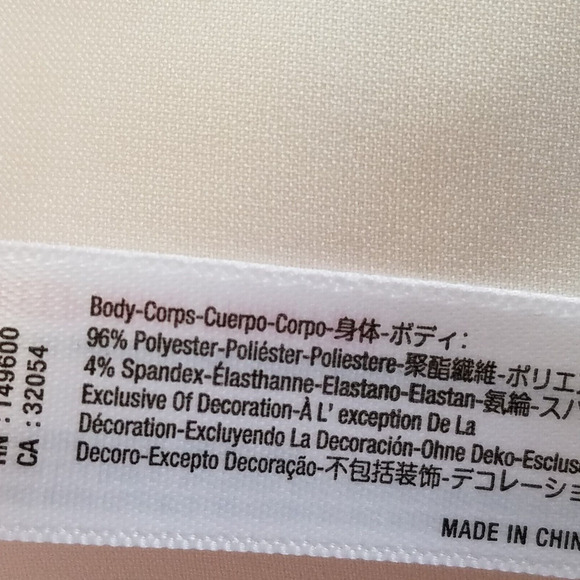 Body-Corps-Cuerpo-Corpo-身体-ボディ:
96% Polyester-Poliéster-Poliestere-聚酯纖維-ポリエ
4% Spandex-Élasthanne-Elastano-Elastan-氨綸-スパ
Exclusive Of Decoration-À L' exception De La
Décoration-Excluyendo La Decoración-Ohne Deko-Esclus
Decoro-Excepto Decoração-不包括装饰-デコレーショ
MADE IN CHIN
: 149600
CA : 32054